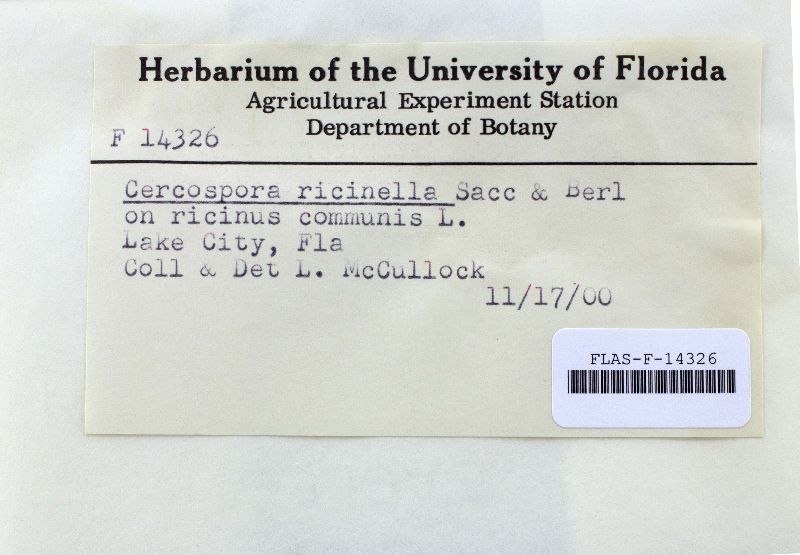 Herbarium of the University of Florida
Agricultural Experiment Station
Department of Botany
F 14326
Cercospora ricinella Sacc & Berl
on ricinus communis L.
Lake City, Fla
Coll & Det L. McCullock
11/17/00
FLAS-F-14326